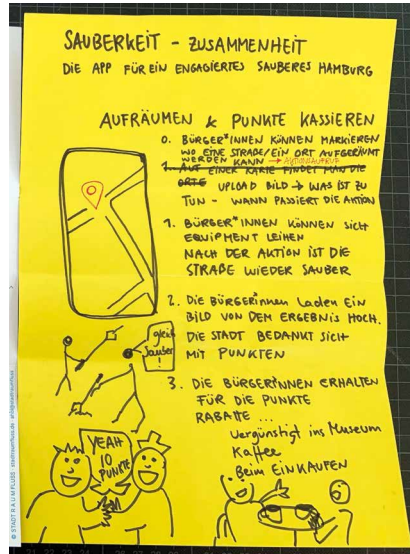 SAUBERKEIT - ZUSAMMENHEIT
DIE APP FÜR EIN ENGAGIERTES SAUBERES HAMBURG
AUFRÄUMEN & PUNKTE KASSIEREN
0. BÜRGER*INNEN KÖNNEN MARKIEREN
WO EINE STRAßE/EIN ORT AUFGERÄUMT
WERDEN KANN → AKTIONSAUFRUF
1. AUF EINER KARTE FINDET MAN DIE
ORTE UPLOAD BILD → WAS IST ZU
TUN - WANN PASSIERT DIE AKTION
1. BÜRGER*INNEN KÖNNEN SICH
EQUIPMENT LEIHEN
NACH DER AKTION IST DIE
STRAßE WIEDER SAUBER
2. Die BÜRGERinnen Laden EIN
BILD VON DEM ERGEBNIS HOCH.
DIE STADT BEDANKT SICH
MIT PUNKTEN
gleich
sauber
!
3. DIE BÜRGERINNEN ERHALTEN
FÜR DIE PUNKTE
RABATTE ...
Vergünstigt ins Museum
Kaffee
Beim EINKAUFEN
YEAH
10
PUNKTE
© STADT RAUMFLUSS